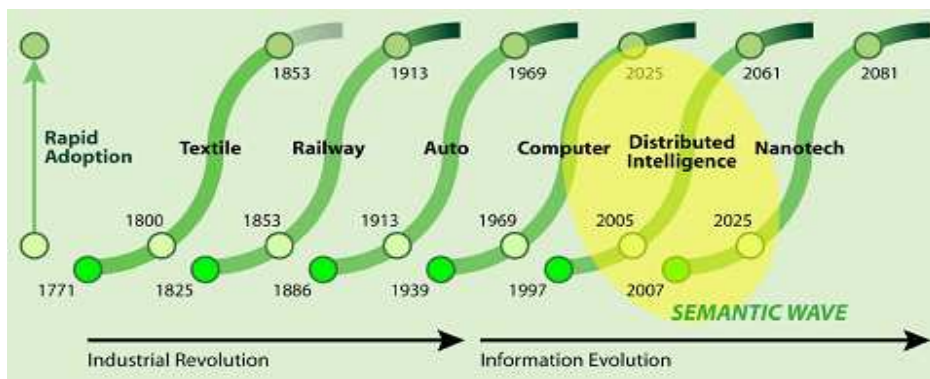 1853
1913
1969
2025
2061
2081
Rapid
Adoption
Textile
Railway
Auto
Computer
Distributed
Intelligence
Nanotech
1800
1853
1913
1969
2005
2025
1771
1825
1886
1939
1997
2007
SEMANTIC WAVE
Industrial Revolution
Information Evolution